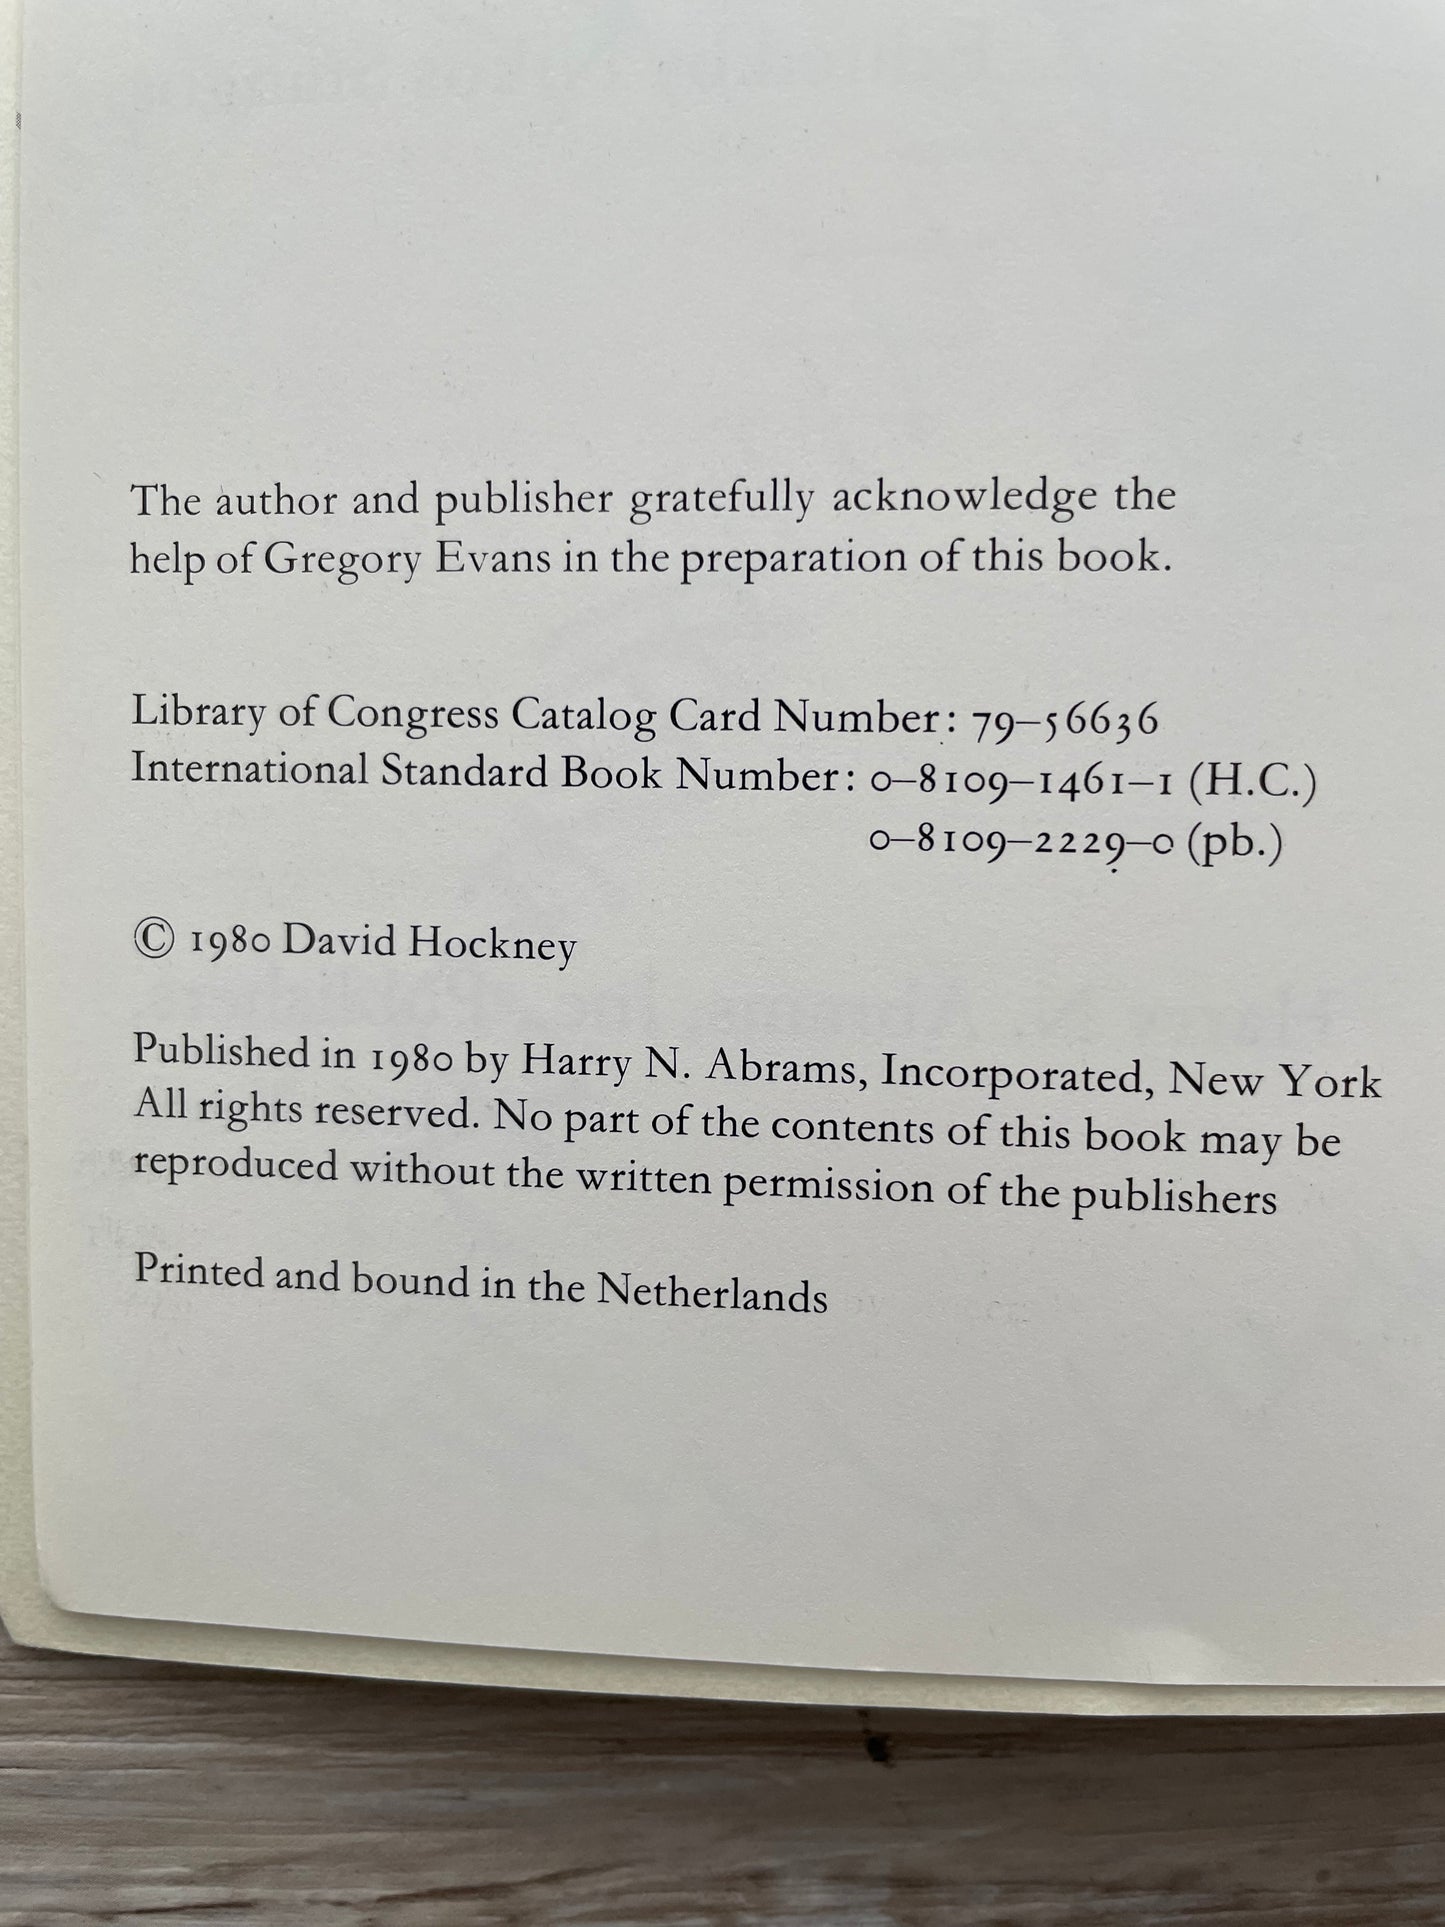 The author and publisher gratefully acknowledge the
help of Gregory Evans in the preparation of this book.
Library of Congress Catalog Card Number: 79–56636
International Standard Book Number: 0–8109–1461–1 (H.C.)
0–8109–2229–0 (pb.)
© 1980 David Hockney
Published in 1980 by Harry N. Abrams, Incorporated, New York
All rights reserved. No part of the contents of this book may be
reproduced without the written permission of the publishers
Printed and bound in the Netherlands